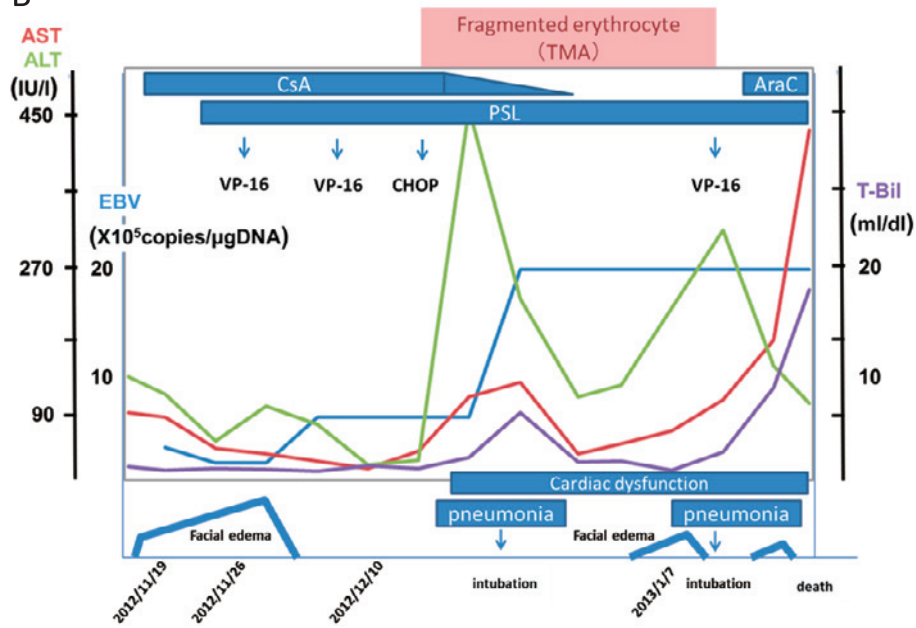 B
Fragmented erythrocyte
(TMA)
AST
ALT
(IU/l)
CsA
AraC
450
PSL
VP-16
VP-16
CHOP
VP-16
EBV
T-Bil
(X10⁵copies/μgDNA)
(ml/dl)
270
20
20
10
10
90
Cardiac dysfunction
pneumonia
pneumonia
Facial edema
Facial edema
intubation
intubation
death
2012/11/19
2012/11/26
2012/12/10
2013/1/7